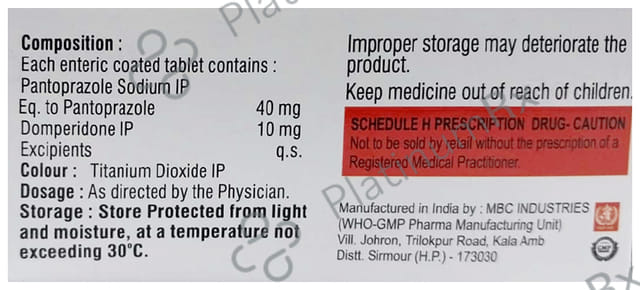 Composition :
Each enteric coated tablet contains :
Pantoprazole Sodium IP
Eq. to Pantoprazole 40 mg
Domperidone IP 10 mg
Excipients q.s.
Colour : Titanium Dioxide IP
Dosage : As directed by the Physician.
Storage : Store Protected from light
and moisture, at a temperature not
exceeding 30°C.
Improper storage may deteriorate the
product.
Keep medicine out of reach of children.
SCHEDULE H PRESCRIPTION DRUG- CAUTION
Not to be sold by retail without the prescription of a
Registered Medical Practitioner.
Manufactured in India by : MBC INDUSTRIES
(WHO-GMP Pharma Manufacturing Unit)
Vill. Johron, Trilokpur Road, Kala Amb
Distt. Sirmour (H.P.) - 173030
GMP
PlatinumRx